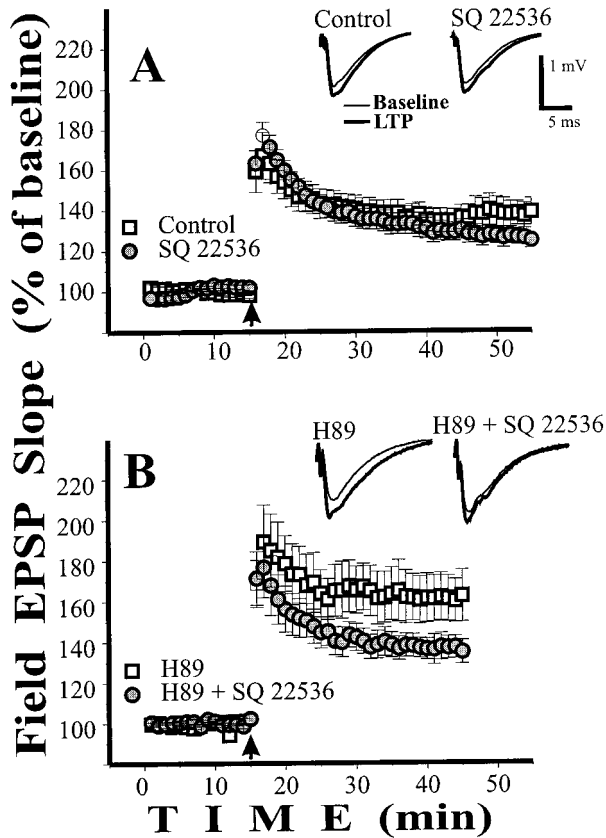 Field EPSP Slope (% of baseline)
A
Control
SQ 22536
Baseline
LTP
1 mV
5 ms
220
200
180
160
140
120
100
Control
SQ 22536
0
10
20
30
40
50
B
H89
H89 + SQ 22536
220
200
180
160
140
120
100
H89
H89 + SQ 22536
0
10
20
30
40
50
TIME (min)